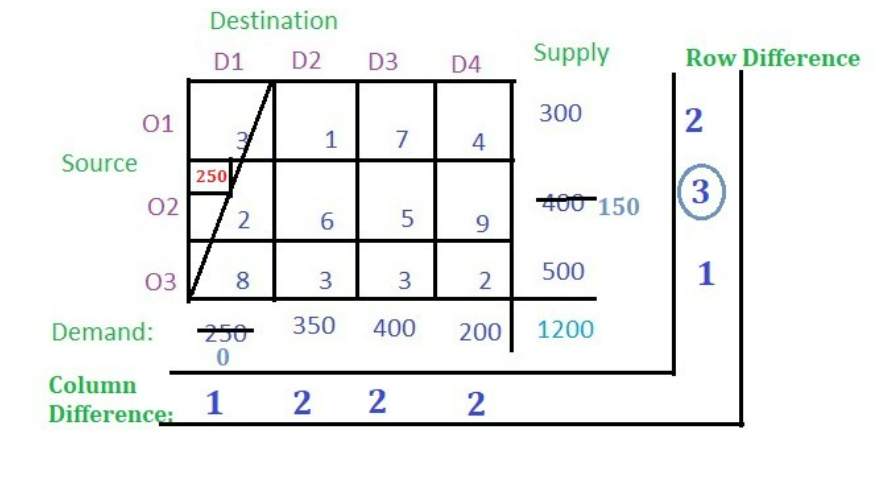 Destination
D1 D2 D3 D4 Supply Row Difference
O1 3 1 7 4 300 2
Source
250
O2 2 6 5 9 400 150 3
O3 8 3 3 2 500 1
Demand: 250 350 400 200 1200
0
Column
Difference: 1 2 2 2